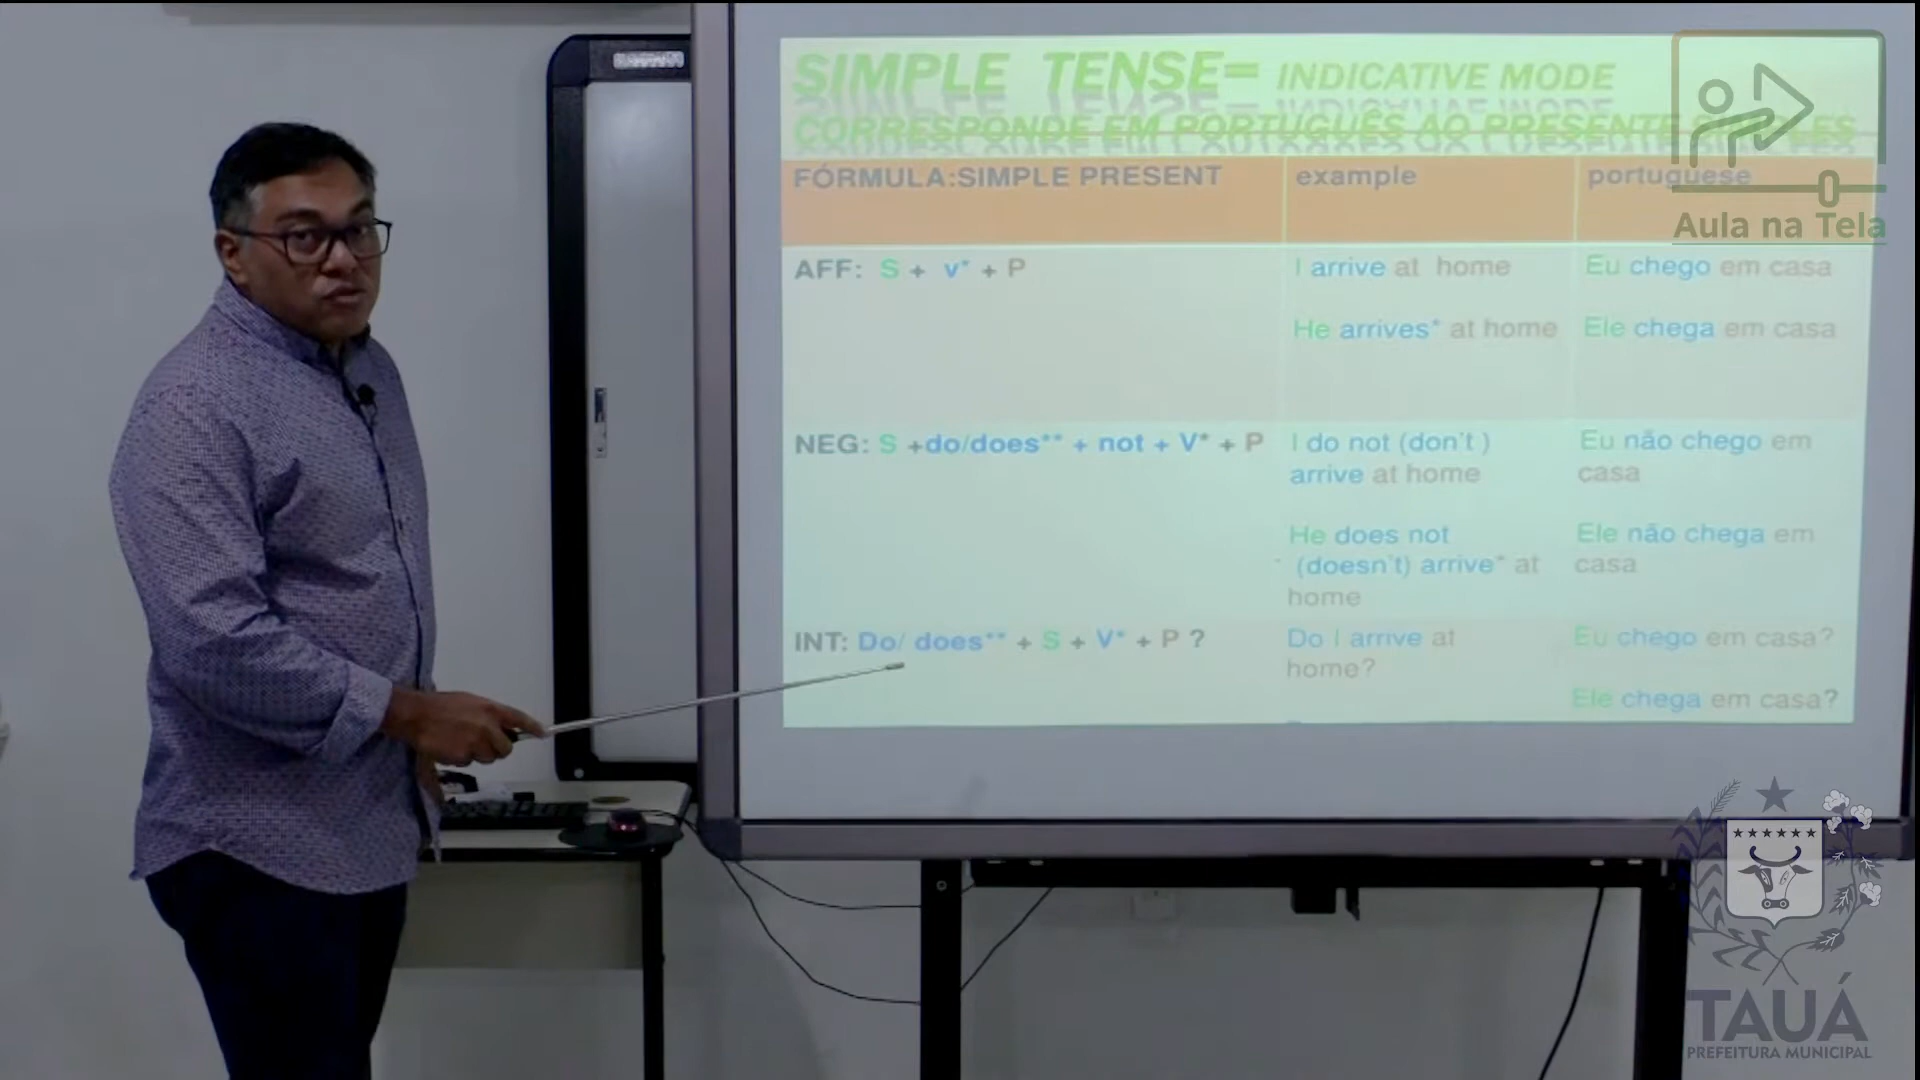 SIMPLE TENSE= INDICATIVE MODE
CORRESPONDE EM PORTUGUÊS AO PRESENTE
FÓRMULA:SIMPLE PRESENT
example
portuguese
AFF: S + v* + P
I arrive at home
Eu chego em casa
He arrives* at home
Ele chega em casa
NEG: S +do/does** + not + V* + P
I do not (don't )
arrive at home
Eu não chego em
casa
He does not
(doesn't) arrive* at
home
Ele não chega em
casa
INT: Do/ does** + S + V* + P ?
Do I arrive at
home?
Eu chego em casa?
Ele chega em casa?
Aula na Tela
TAUÁ
PREFEITURA MUNICIPAL